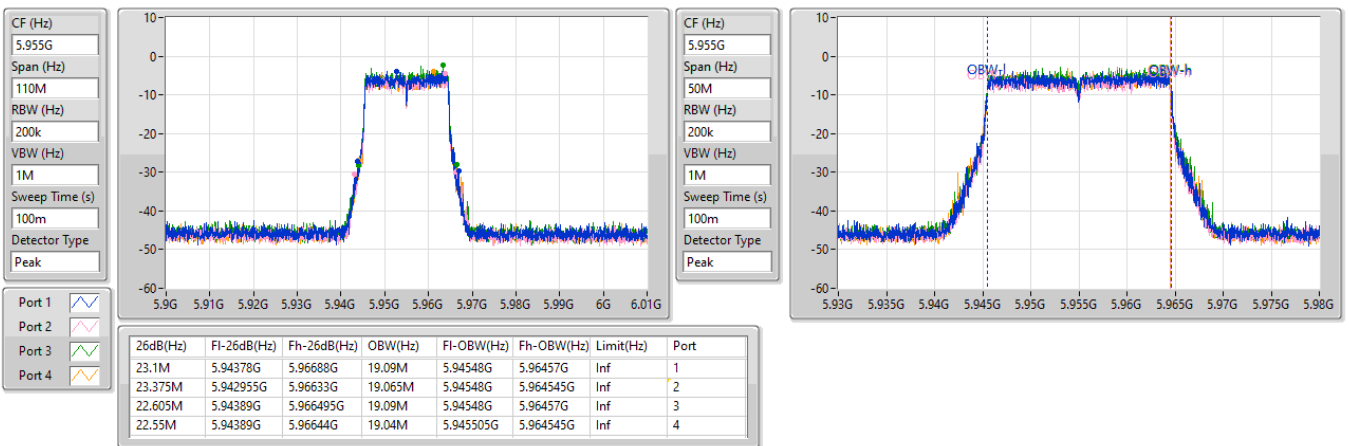 CF (Hz)
5.955G
Span (Hz)
110M
RBW (Hz)
200k
VBW (Hz)
1M
Sweep Time (s)
100m
Detector Type
Peak
10
0
-10
-20
-30
-40
-50
-60
5.9G 5.91G 5.92G 5.93G 5.94G 5.95G 5.96G 5.97G 5.98G 5.99G 6G 6.01G
CF (Hz)
5.955G
Span (Hz)
50M
RBW (Hz)
200k
VBW (Hz)
1M
Sweep Time (s)
100m
Detector Type
Peak
10
0
-10
-20
-30
-40
-50
-60
OBW-l OBW-h
5.93G 5.935G 5.94G 5.945G 5.95G 5.955G 5.96G 5.965G 5.97G 5.975G 5.98G
Port 1
Port 2
Port 3
Port 4
26dB(Hz) Fl-26dB(Hz) Fh-26dB(Hz) OBW(Hz) Fl-OBW(Hz) Fh-OBW(Hz) Limit(Hz) Port
23.1M 5.94378G 5.96688G 19.09M 5.94548G 5.96457G Inf 1
23.375M 5.942955G 5.96633G 19.065M 5.94548G 5.964545G Inf 2
22.605M 5.94389G 5.966495G 19.09M 5.94548G 5.96457G Inf 3
22.55M 5.94389G 5.96644G 19.04M 5.945505G 5.964545G Inf 4